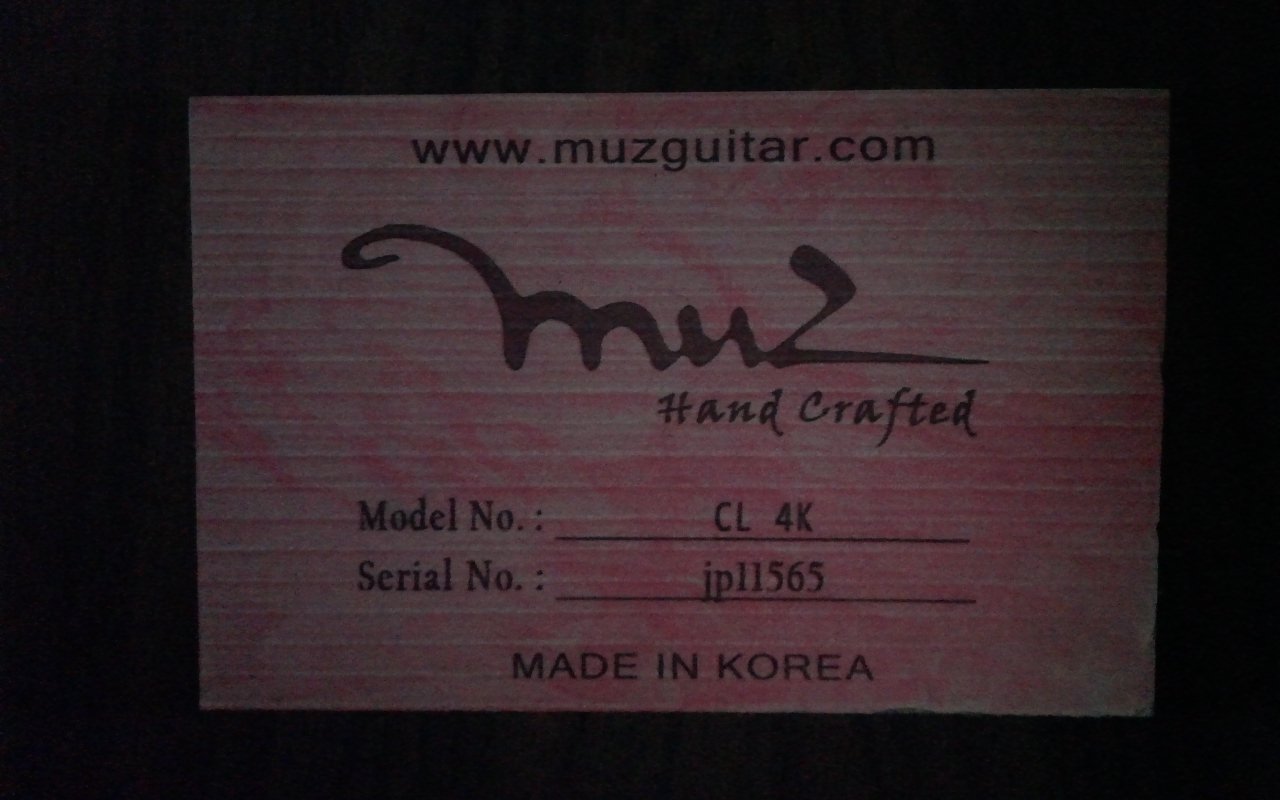 www.muzguitar.com
muz
Hand Crafted
Model No. : CL 4K
Serial No. : jp11565
MADE IN KOREA